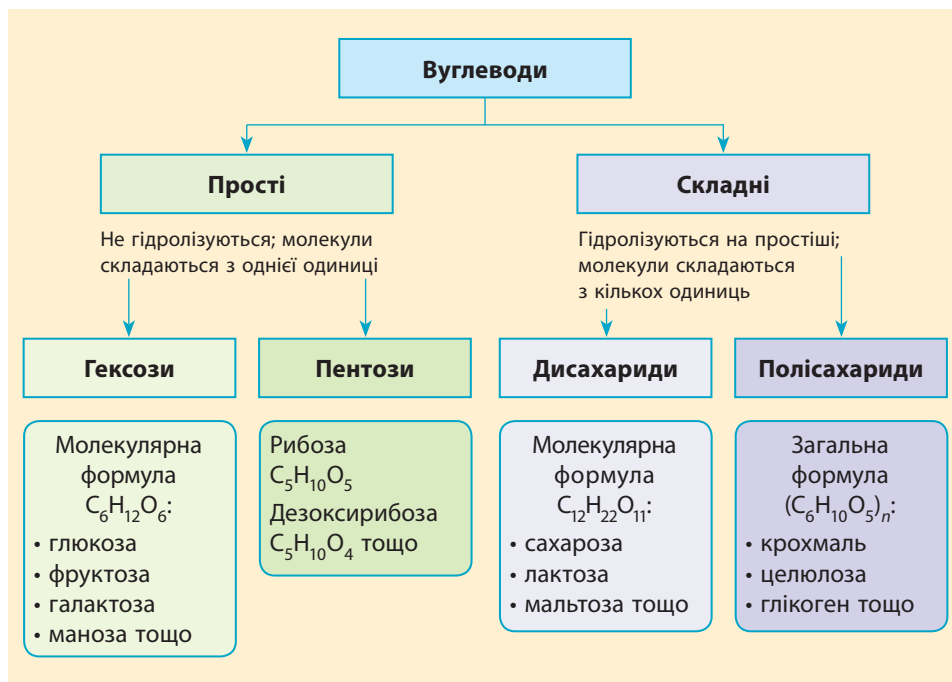 Вуглеводи
Прості
Складні
Не гідролізуються; молекули
складаються з однієї одиниці
Гідролізуються на простіші;
молекули складаються
з кількох одиниць
Гексози
Пентози
Дисахариди
Полісахариди
Молекулярна
формула
C₆H₁₂O₆:
• глюкоза
• фруктоза
• галактоза
• маноза тощо
Рибоза
C₅H₁₀O₅
Дезоксирибоза
C₅H₁₀O₄ тощо
Молекулярна
формула
C₁₂H₂₂O₁₁:
• сахароза
• лактоза
• мальтоза тощо
Загальна
формула
(C₆H₁₀O₅)ₙ:
• крохмаль
• целюлоза
• глікоген тощо